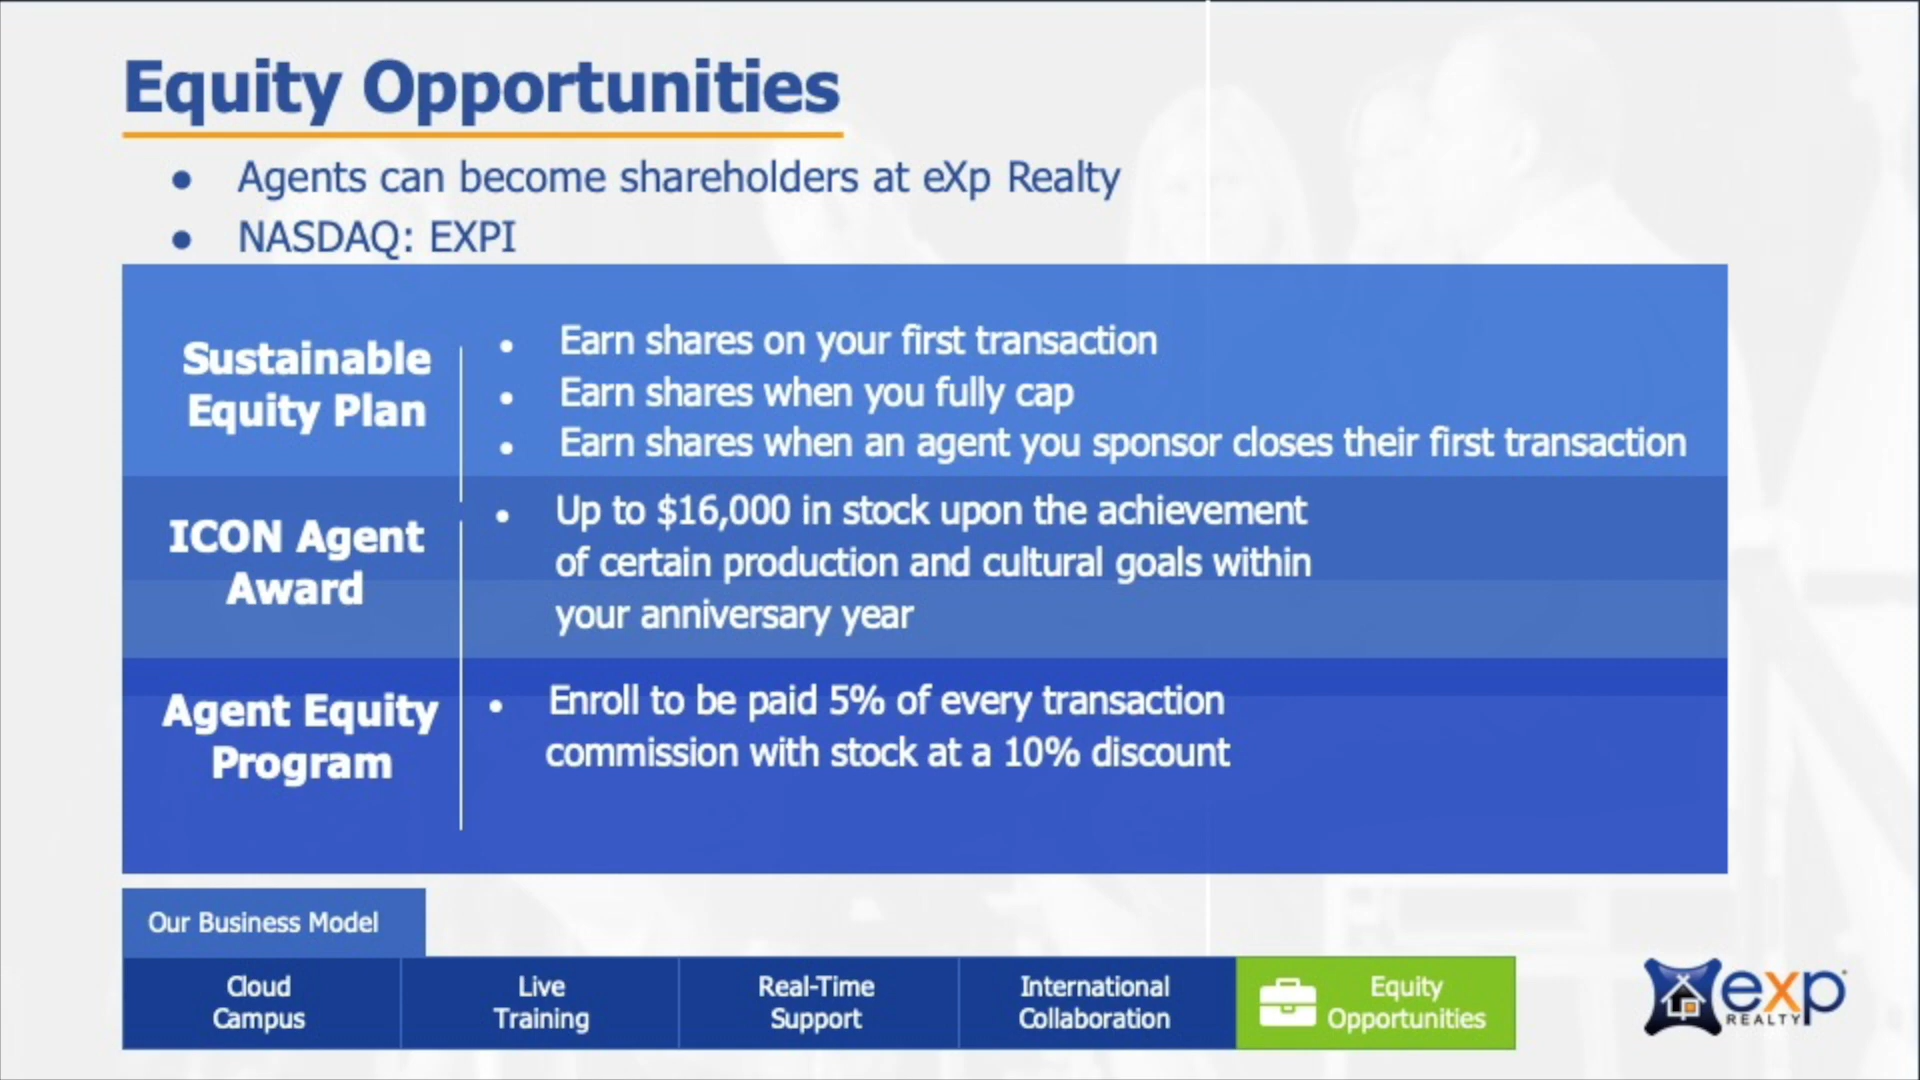 Equity Opportunities
● Agents can become shareholders at eXp Realty
● NASDAQ: EXPI
Sustainable
Equity Plan
• Earn shares on your first transaction
• Earn shares when you fully cap
• Earn shares when an agent you sponsor closes their first transaction
ICON Agent
Award
• Up to $16,000 in stock upon the achievement
of certain production and cultural goals within
your anniversary year
Agent Equity
Program
• Enroll to be paid 5% of every transaction
commission with stock at a 10% discount
Our Business Model
Cloud
Campus
Live
Training
Real-Time
Support
International
Collaboration
Equity
Opportunities
exp
REALTY